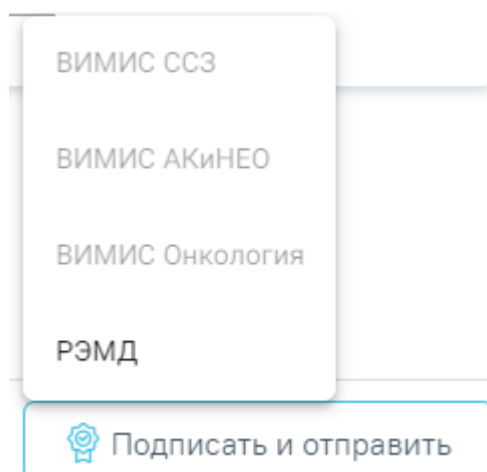 ВИМИС ССЗ
ВИМИС АКиНЕО
ВИМИС Онкология
РЭМД
Подписать и отправить